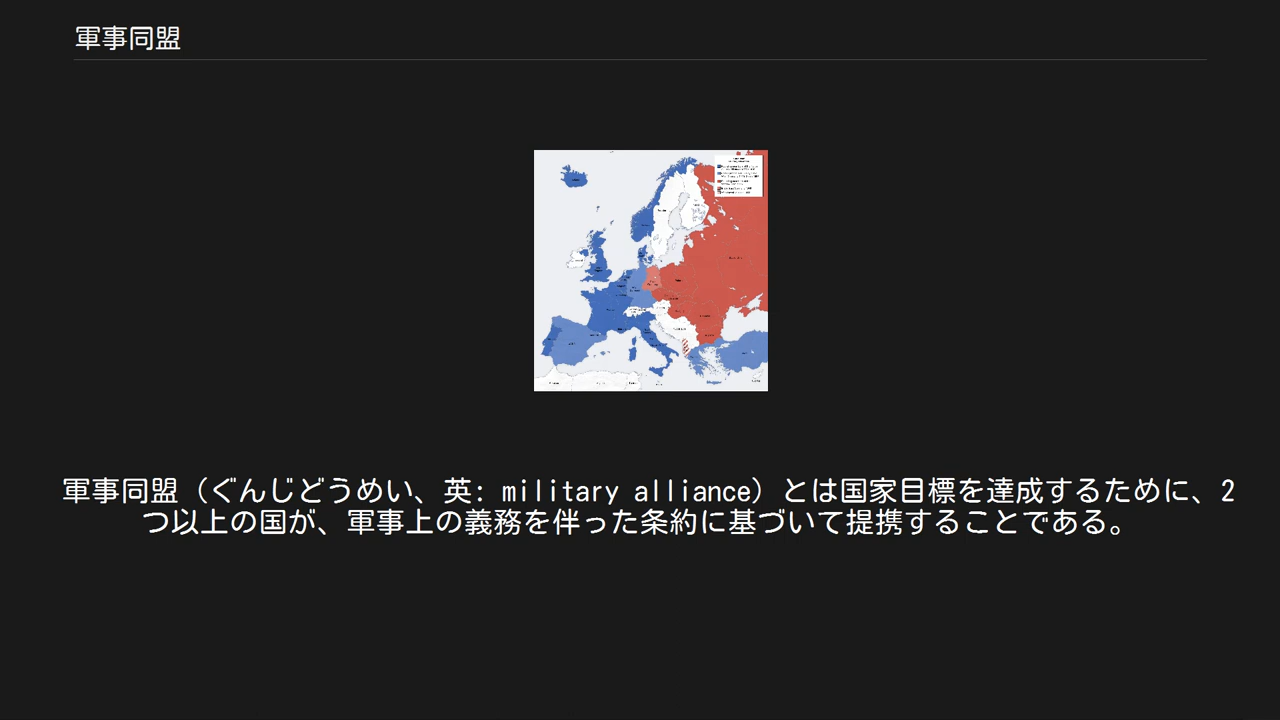 軍事同盟
軍事同盟（ぐんじどうめい、英: military alliance）とは国家目標を達成するために、2
つ以上の国が、軍事上の義務を伴った条約に基づいて提携することである。